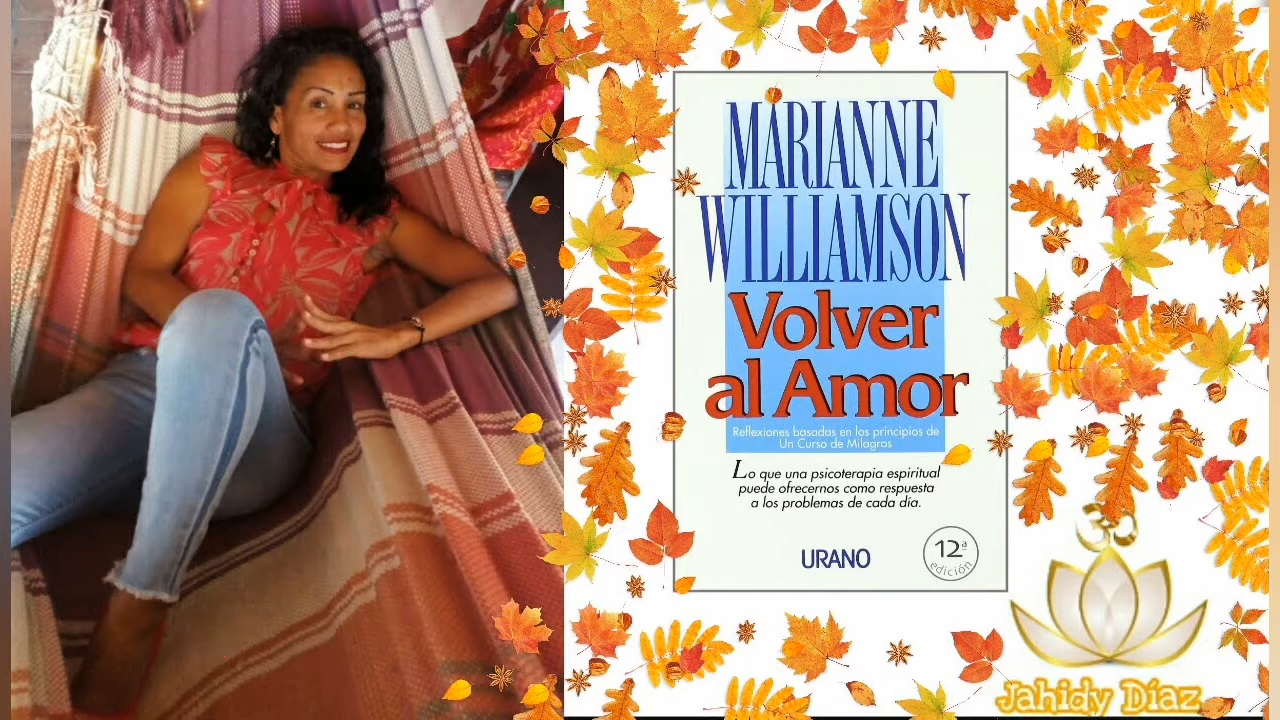 MARIANNE
WILLIAMSON
Volver
al Amor
Reflexiones basadas en los principios de
Un Curso de Milagros
Lo que una psicoterapia espiritual
puede ofrecernos como respuesta
a los problemas de cada día.
URANO
12ª
edición
ॐ
Jahidy Díaz